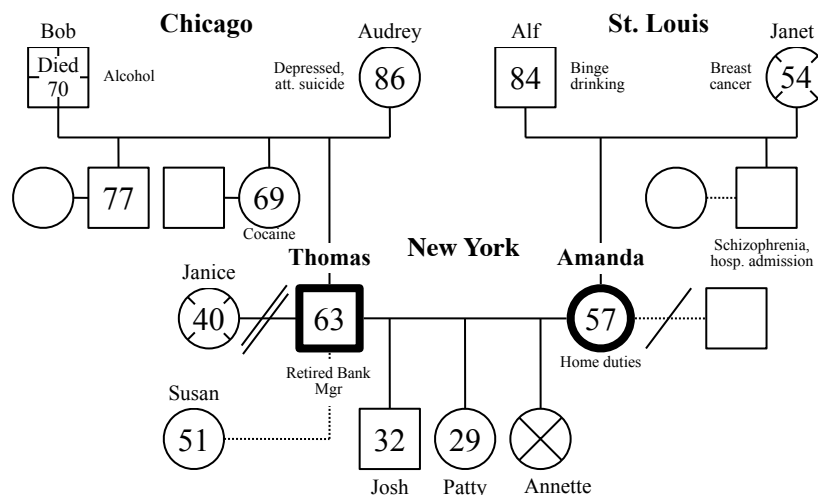 Bob
Chicago
Audrey
Alf
St. Louis
Janet
Died
70
Alcohol
Depressed,
att. suicide
86
84
Binge
drinking
Breast
cancer
54
77
69
Cocaine
New York
Thomas
Amanda
Schizophrenia,
hosp. admission
Janice
40
63
57
Retired Bank
Mgr
Home duties
Susan
51
32
29
Josh
Patty
Annette